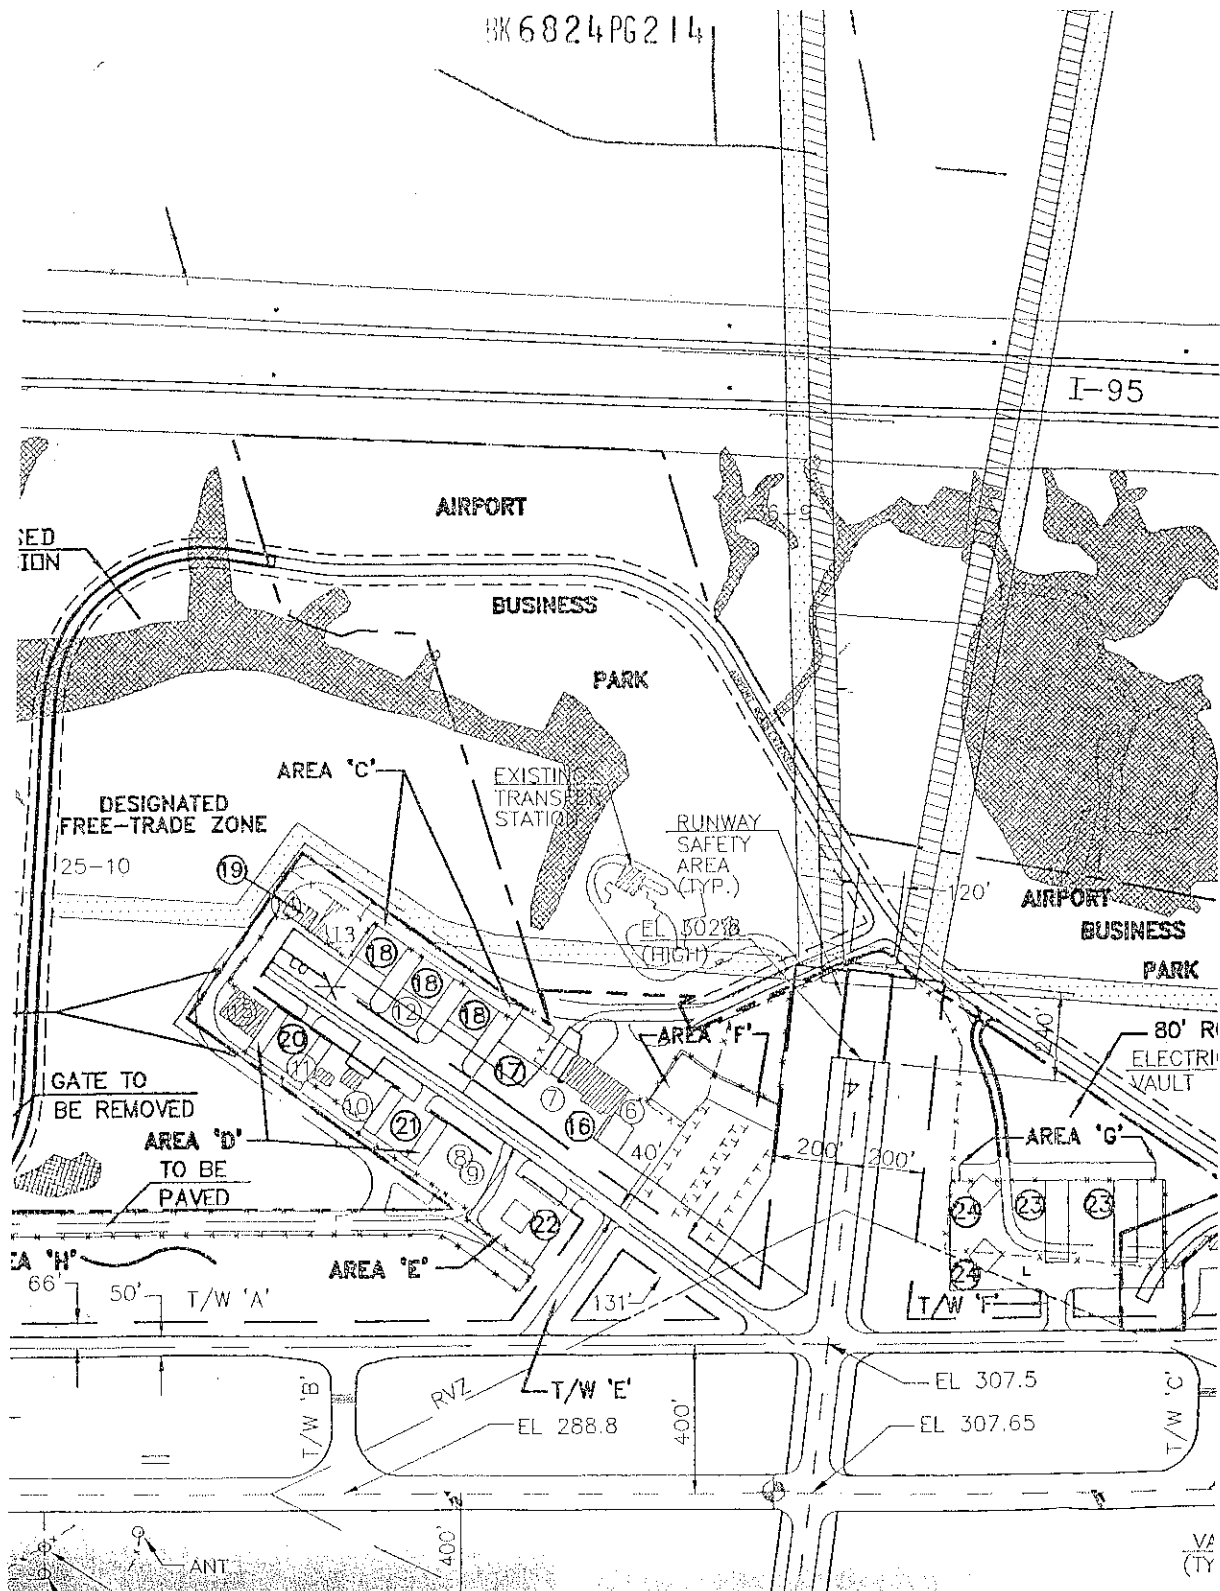 BK6824PG214
I-95
AIRPORT
BUSINESS
PARK
AREA 'C'
EXISTING
TRANSFER
STATION
DESIGNATED
FREE-TRADE ZONE
25-10
RUNWAY
SAFETY
AREA
(TYP.)
120'
AIRPORT
BUSINESS
PARK
(HIGH)
19
13
18
18
18
12
17
7
6
16
20
11
10
21
8
9
22
AREA 'F'
240'
80' R
ELECTRI
VAULT
GATE TO
BE REMOVED
AREA 'D'
TO BE
PAVED
40'
200'
200'
AREA 'G'
24
23
23
24
EA 'H'
66'
50'
T/W 'A'
AREA 'E'
131'
T/W 'F'
T/W 'B'
RVZ
T/W 'E'
EL 288.8
400'
EL 307.5
EL 307.65
T/W 'C'
400'
ANT
VA
(TY